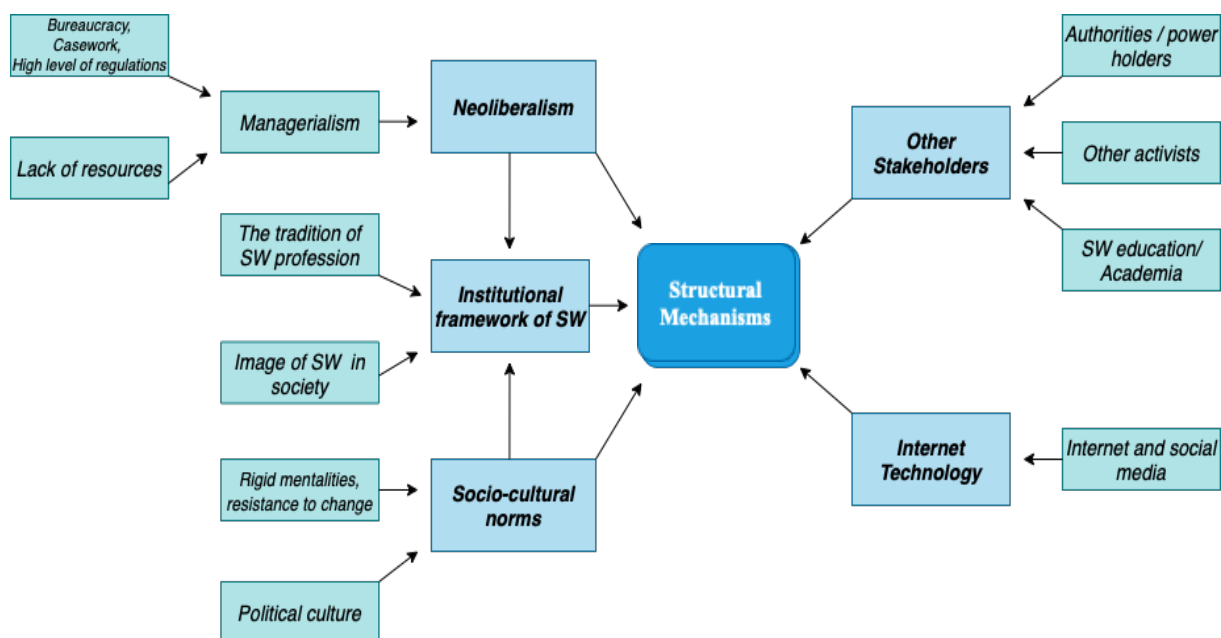 Bureaucracy,
Casework,
High level of regulations
Lack of resources
Managerialism
Neoliberalism
The tradition of
SW profession
Institutional
framework of SW
Image of SW in
society
Rigid mentalities,
resistance to change
Socio-cultural
norms
Political culture
Structural
Mechanisms
Other
Stakeholders
Authorities / power
holders
Other activists
SW education/
Academia
Internet
Technology
Internet and social
media